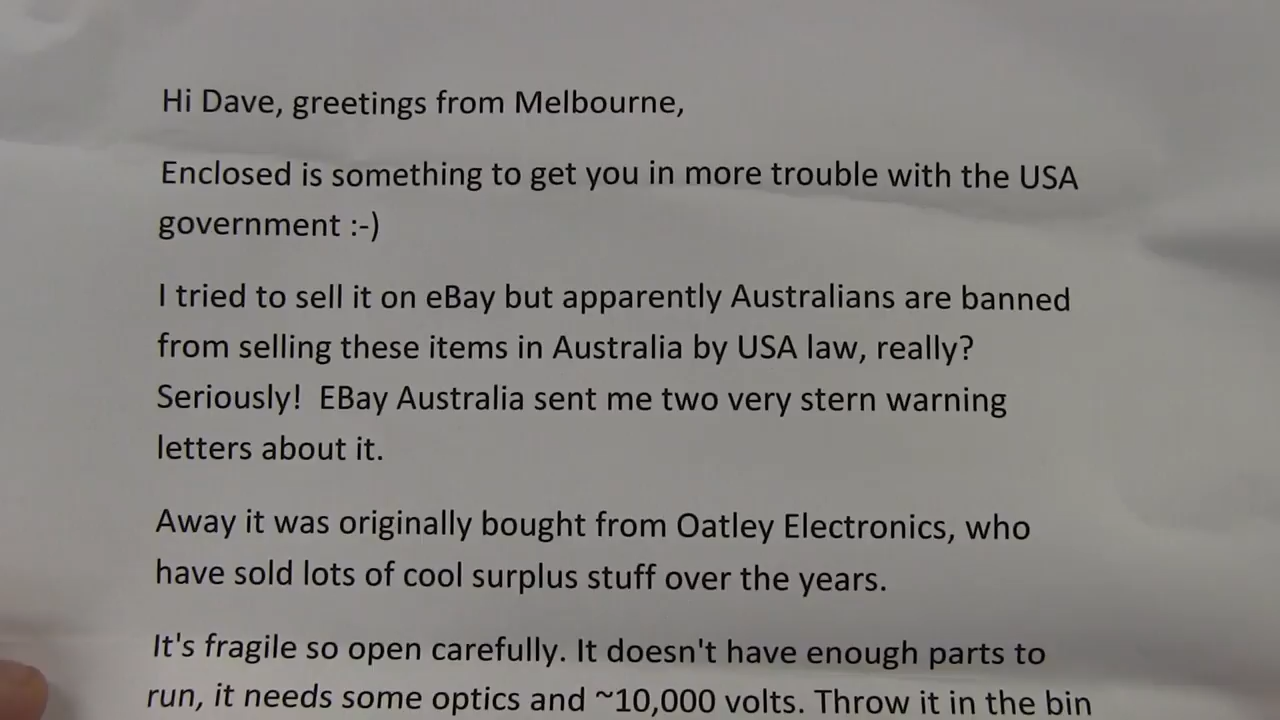 Hi Dave, greetings from Melbourne,
Enclosed is something to get you in more trouble with the USA
government :-)
I tried to sell it on eBay but apparently Australians are banned
from selling these items in Australia by USA law, really?
Seriously!  EBay Australia sent me two very stern warning
letters about it.
Away it was originally bought from Oatley Electronics, who
have sold lots of cool surplus stuff over the years.
It's fragile so open carefully. It doesn't have enough parts to
run, it needs some optics and ~10,000 volts. Throw it in the bin